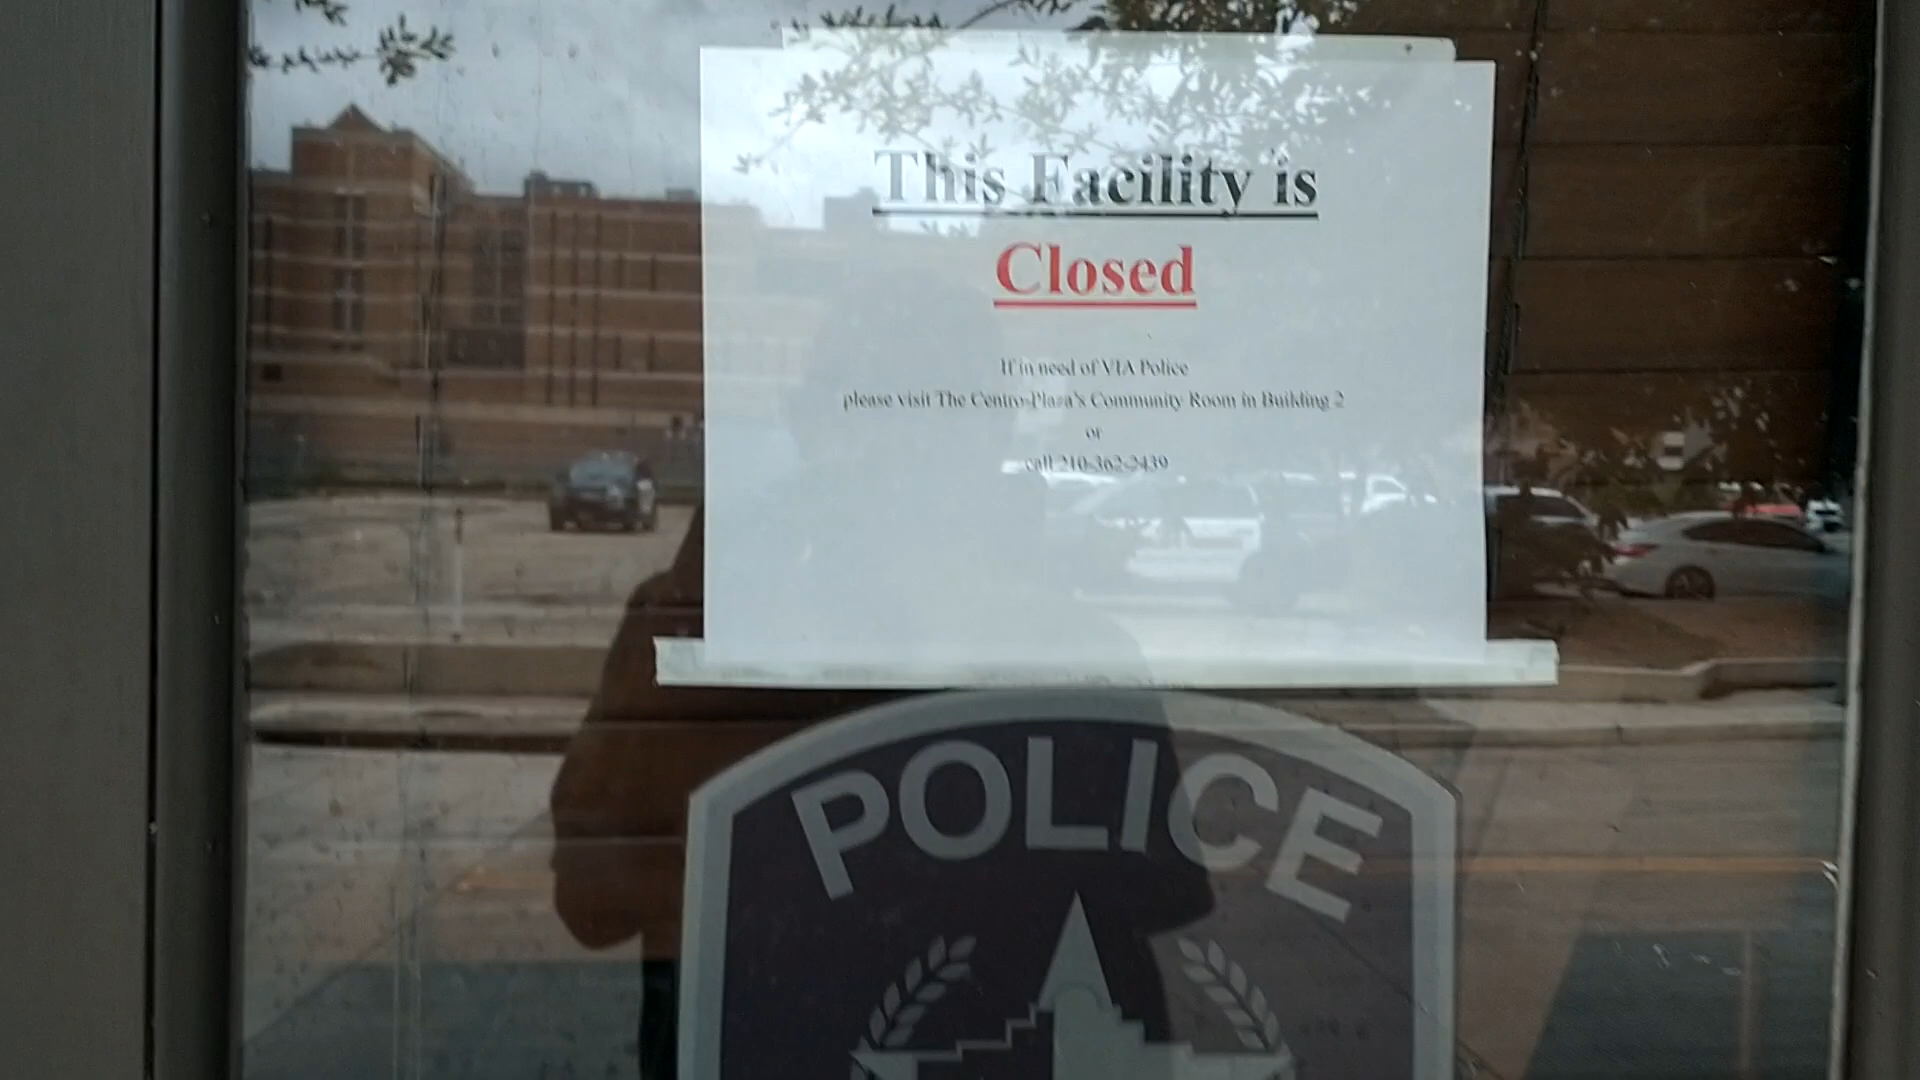 This Facility is
Closed
If in need of VIA Police
please visit The Centro-Plaza's Community Room in Building 2
or
call 210-362-2439
POLICE